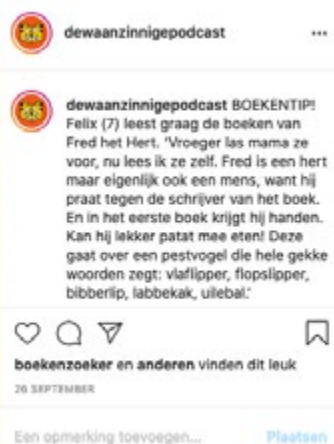 dewaanzinnigepodcast
dewaanzinnigepodcast BOEKENTIP!
Felix (7) leest graag de boeken van
Fred het Hert. 'Vroeger las mama ze
voor, nu lees ik ze zelf. Fred is een hert
maar eigenlijk ook een mens, want hij
praat tegen de schrijver van het boek.
En in het eerste boek krijgt hij handen.
Kan hij lekker patat mee eten! Deze
gaat over een pestvogel die hele gekke
woorden zegt: vlaflipper, flopslipper,
bibberlip, labbekak, uilebal.'
boekenzoeker en anderen vinden dit leuk
26 SEPTEMBER
Een opmerking toevoegen... Plaatsen